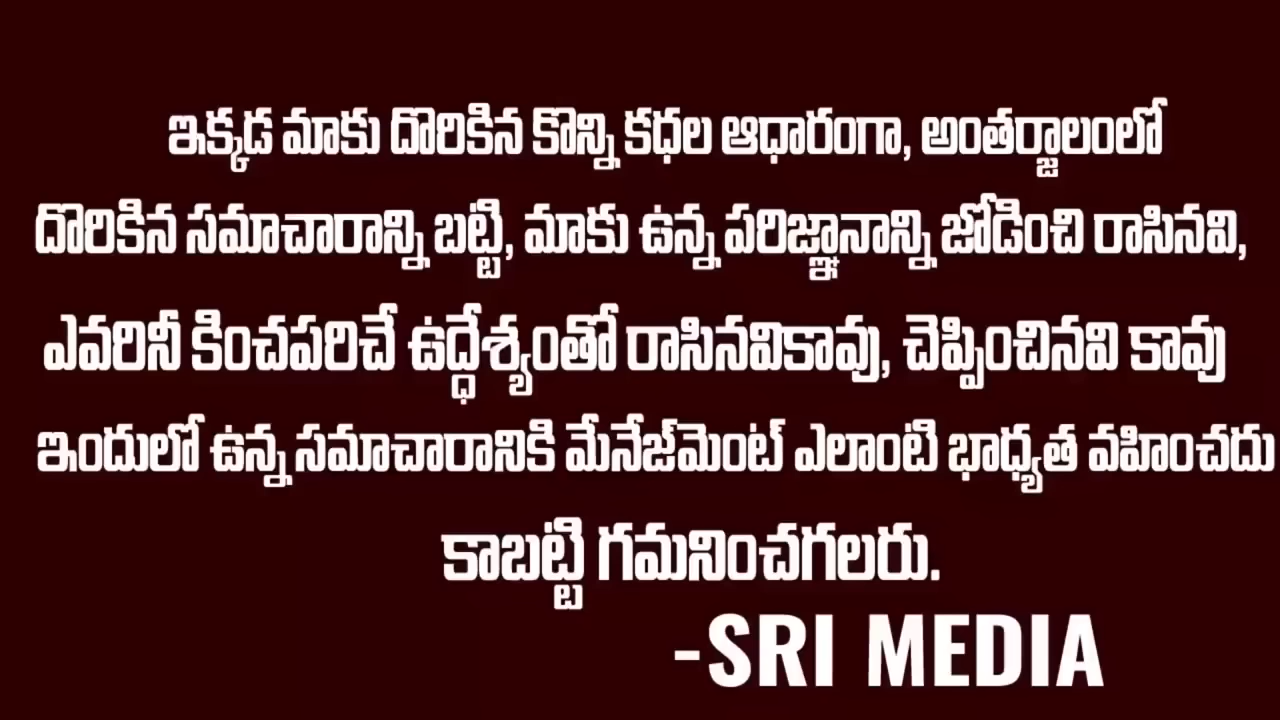 ఇక్కడ మాకు దొరికిన కొన్ని కధల ఆధారంగా, అంతర్జాలంలో
దొరికిన సమాచారాన్ని బట్టి, మాకు ఉన్న పరిజ్ఞానాన్ని జోడించి రాసినవి,
ఎవరినీ కించపరిచే ఉద్ధేశ్యంతో రాసినవికావు, చెప్పించినవి కావు
ఇందులో ఉన్న సమాచారానికి మేనేజ్‌మెంట్ ఎలాంటి భాధ్యత వహించదు
కాబట్టి గమనించగలరు.
-SRI MEDIA